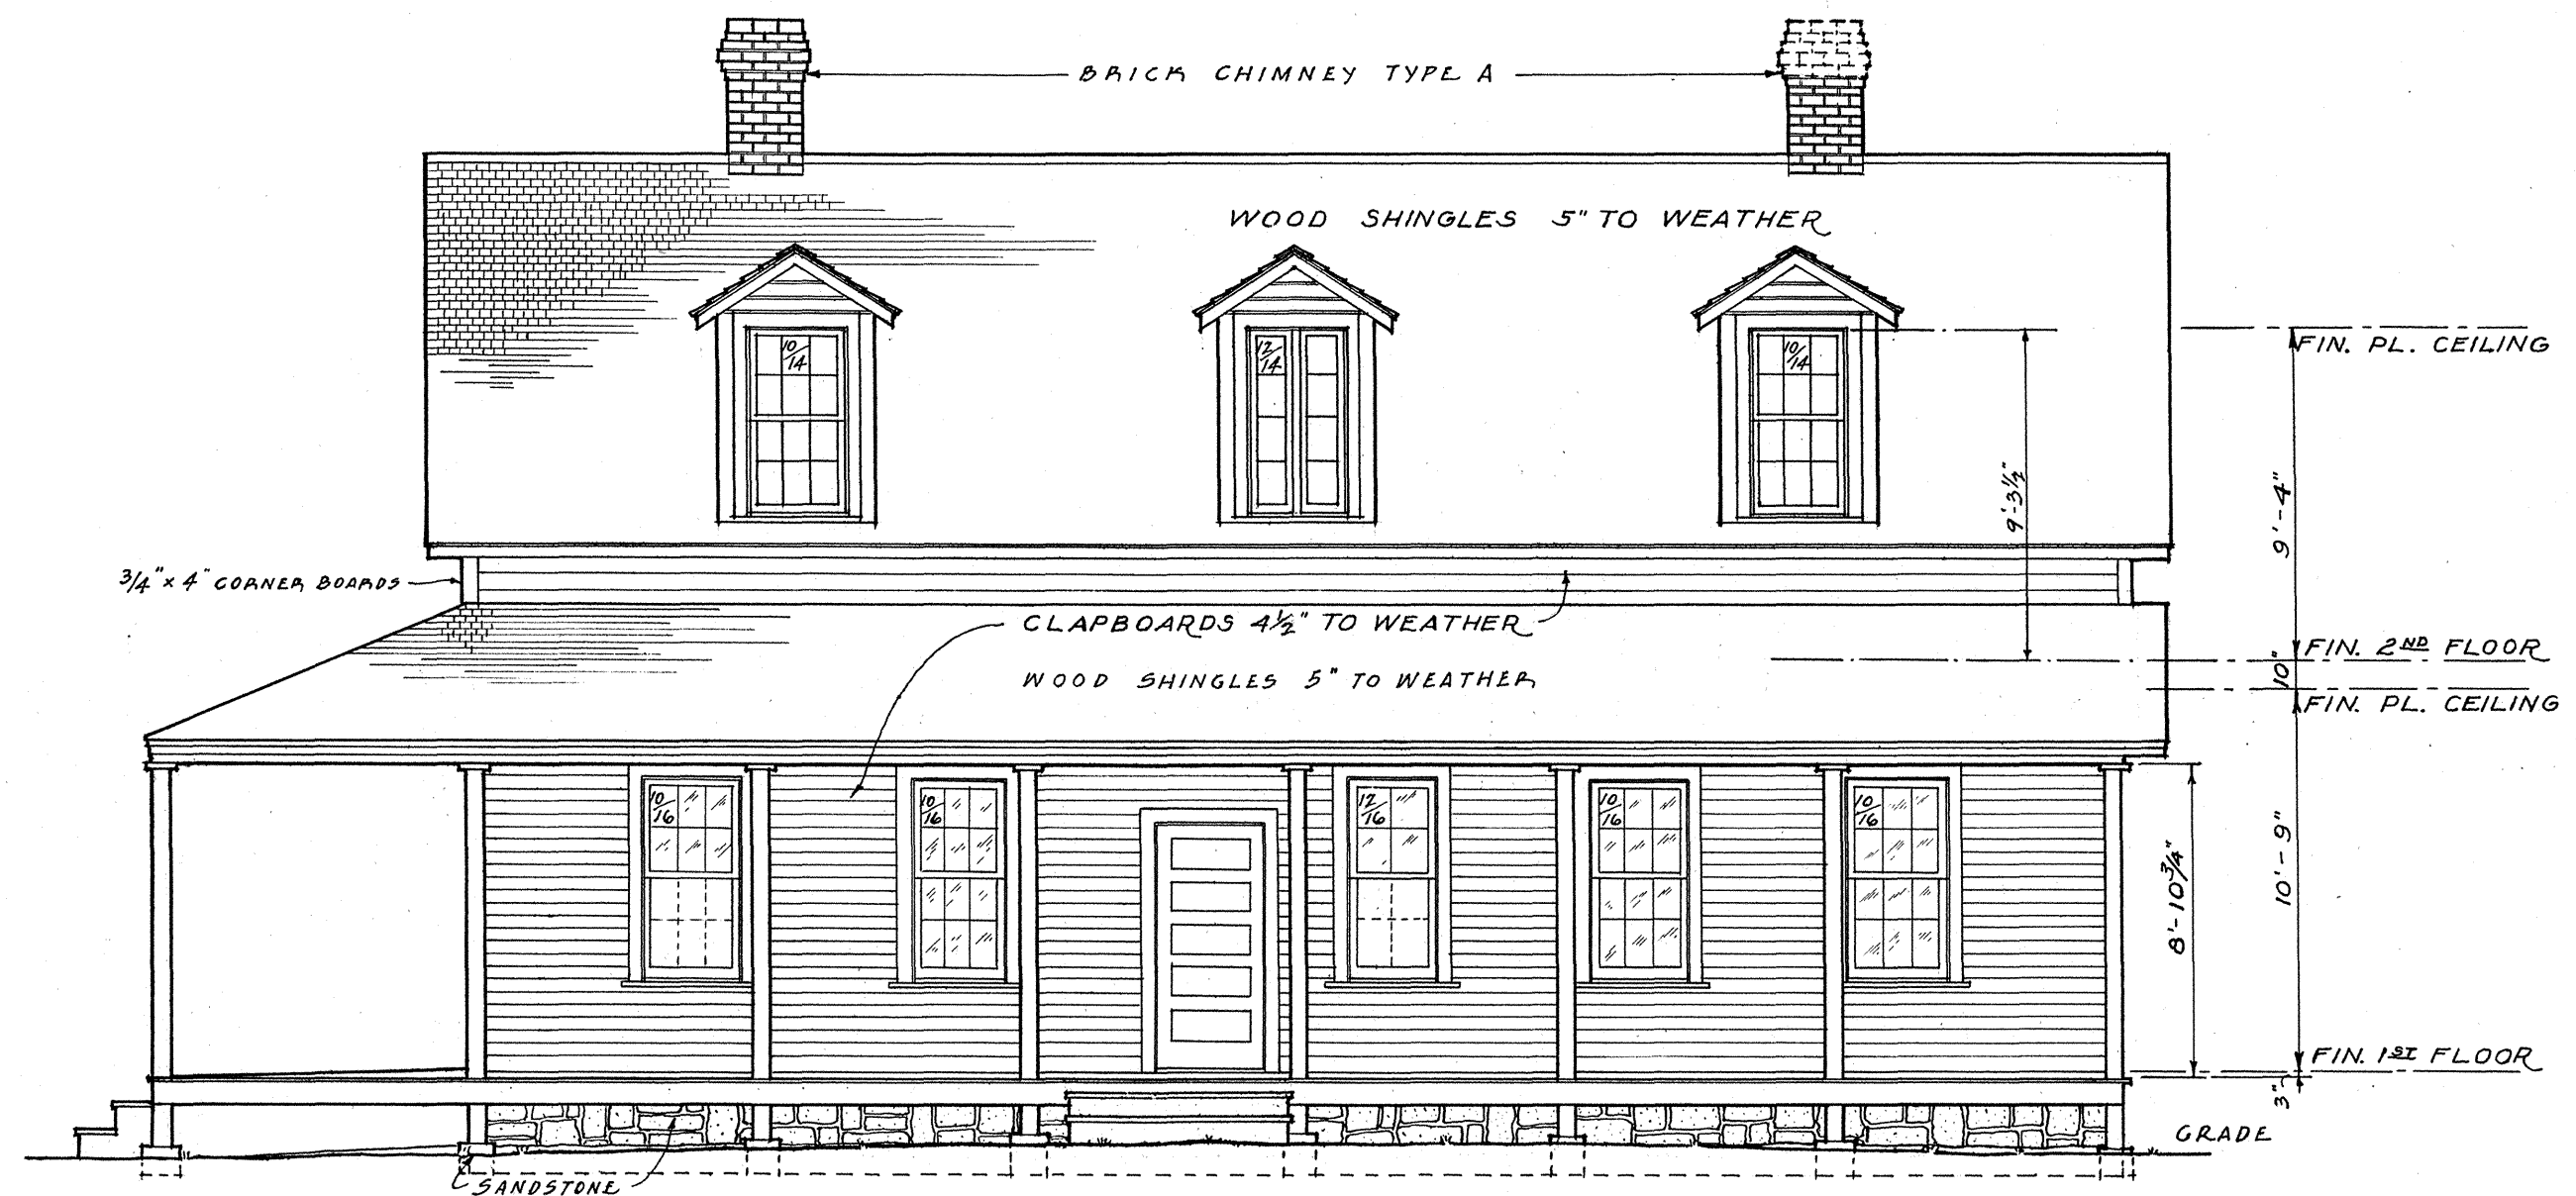 BRICK CHIMNEY TYPE A
WOOD SHINGLES 5" TO WEATHER
10/14
12/14
10/14
FIN. PL. CEILING
9'-3½"
9'-4"
3/4" x 4" CORNER BOARDS
CLAPBOARDS 4½" TO WEATHER
FIN. 2ND FLOOR
10"
WOOD SHINGLES 5" TO WEATHER
FIN. PL. CEILING
10/16
10/16
12/16
10/16
10/16
8'-10¾"
10'-9"
FIN. 1ST FLOOR
3"
GRADE
SANDSTONE